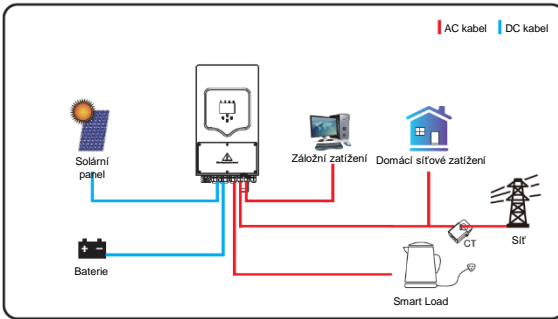 AC kabel DC kabel
Solární
panel
Záložní zatížení
Domácí síťové zatížení
CT
Síť
Baterie
Smart Load